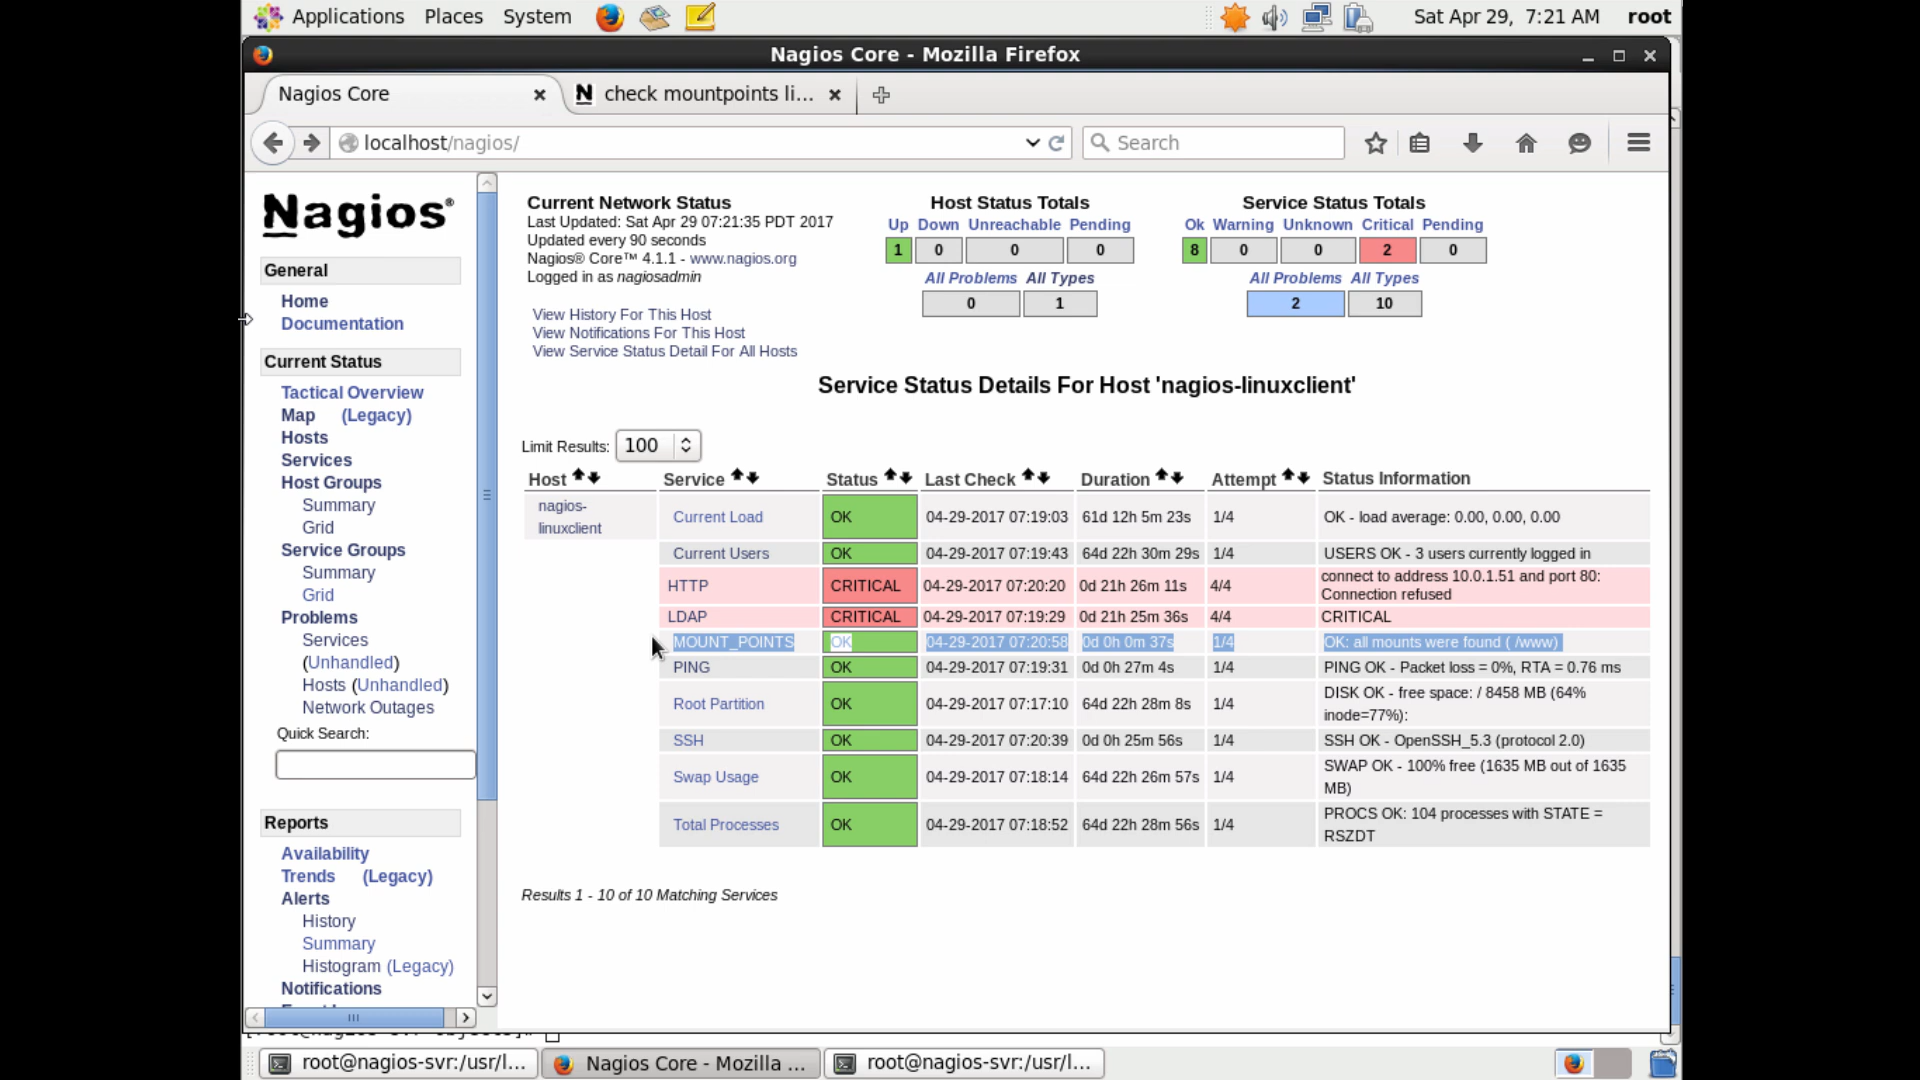 Applications Places System
Sat Apr 29, 7:21 AM root
Nagios Core - Mozilla Firefox
Nagios Core
check mountpoints li...
localhost/nagios/
Search
Nagios®
General
Home
Documentation
Current Status
Tactical Overview
Map (Legacy)
Hosts
Services
Host Groups
Summary
Grid
Service Groups
Summary
Grid
Problems
Services
(Unhandled)
Hosts (Unhandled)
Network Outages
Quick Search:
Reports
Availability
Trends (Legacy)
Alerts
History
Summary
Histogram (Legacy)
Notifications
Current Network Status
Last Updated: Sat Apr 29 07:21:35 PDT 2017
Updated every 90 seconds
Nagios® Core™ 4.1.1 - www.nagios.org
Logged in as nagiosadmin
View History For This Host
View Notifications For This Host
View Service Status Detail For All Hosts
Host Status Totals
Up Down Unreachable Pending
1 0 0 0
All Problems All Types
0 1
Service Status Totals
Ok Warning Unknown Critical Pending
8 0 0 2 0
All Problems All Types
2 10
Service Status Details For Host 'nagios-linuxclient'
Limit Results: 100
Host Service Status Last Check Duration Attempt Status Information
nagios-
linuxclient
Current Load OK 04-29-2017 07:19:03 61d 12h 5m 23s 1/4 OK - load average: 0.00, 0.00, 0.00
Current Users OK 04-29-2017 07:19:43 64d 22h 30m 29s 1/4 USERS OK - 3 users currently logged in
HTTP CRITICAL 04-29-2017 07:20:20 0d 21h 26m 11s 4/4 connect to address 10.0.1.51 and port 80:
Connection refused
LDAP CRITICAL 04-29-2017 07:19:29 0d 21h 25m 36s 4/4 CRITICAL
MOUNT_POINTS OK 04-29-2017 07:20:58 0d 0h 0m 37s 1/4 OK: all mounts were found ( /www)
PING OK 04-29-2017 07:19:31 0d 0h 27m 4s 1/4 PING OK - Packet loss = 0%, RTA = 0.76 ms
Root Partition OK 04-29-2017 07:17:10 64d 22h 28m 8s 1/4 DISK OK - free space: / 8458 MB (64%
inode=77%):
SSH OK 04-29-2017 07:20:39 0d 0h 25m 56s 1/4 SSH OK - OpenSSH_5.3 (protocol 2.0)
Swap Usage OK 04-29-2017 07:18:14 64d 22h 26m 57s 1/4 SWAP OK - 100% free (1635 MB out of 1635
MB)
Total Processes OK 04-29-2017 07:18:52 64d 22h 28m 56s 1/4 PROCS OK: 104 processes with STATE =
RSZDT
Results 1 - 10 of 10 Matching Services
root@nagios-svr:/usr/l...
Nagios Core - Mozilla ...
root@nagios-svr:/usr/l...